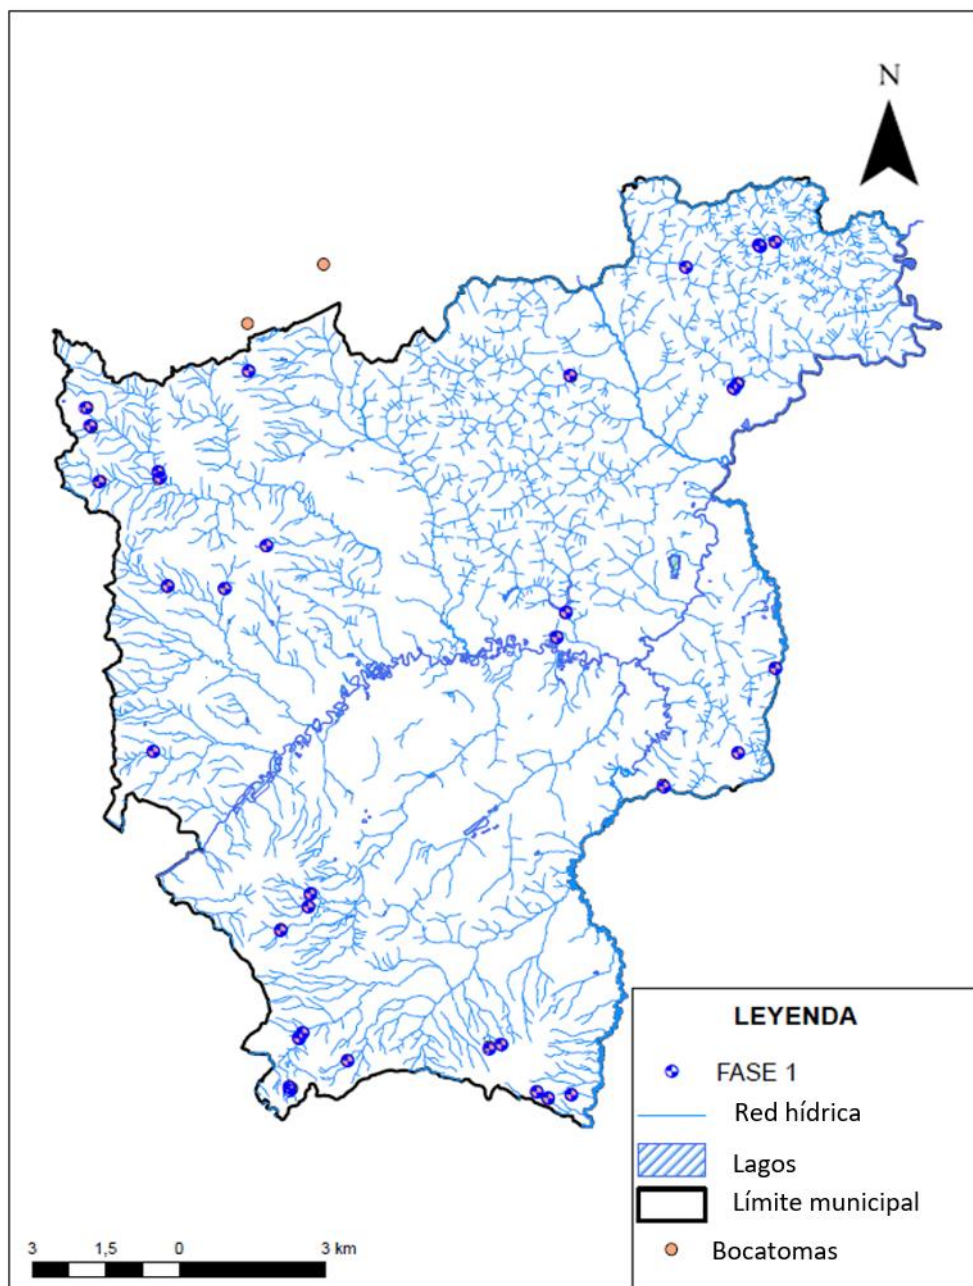 N
LEYENDA
FASE 1
Red hídrica
Lagos
Límite municipal
Bocatomas
3 1,5 0 3 km